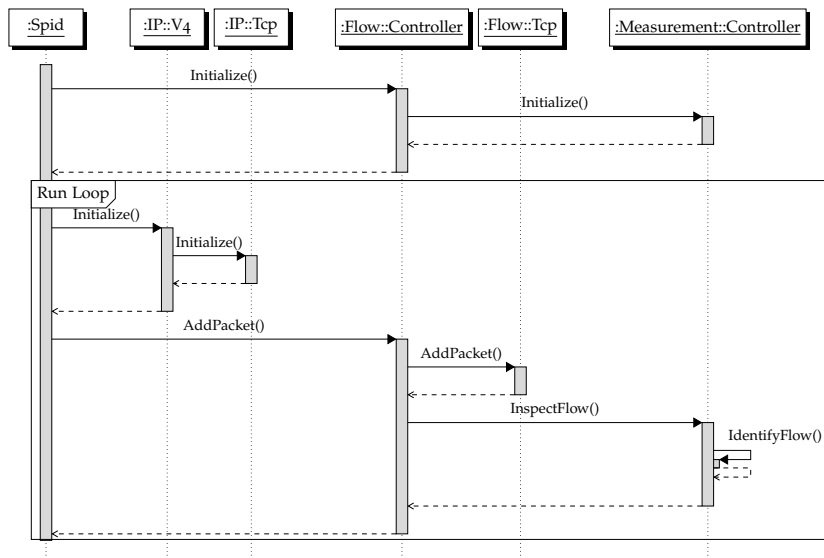 :Spid
:IP::V4
:IP::Tcp
:Flow::Controller
:Flow::Tcp
:Measurement::Controller
Initialize()
Initialize()
Run Loop
Initialize()
Initialize()
AddPacket()
AddPacket()
InspectFlow()
IdentifyFlow()